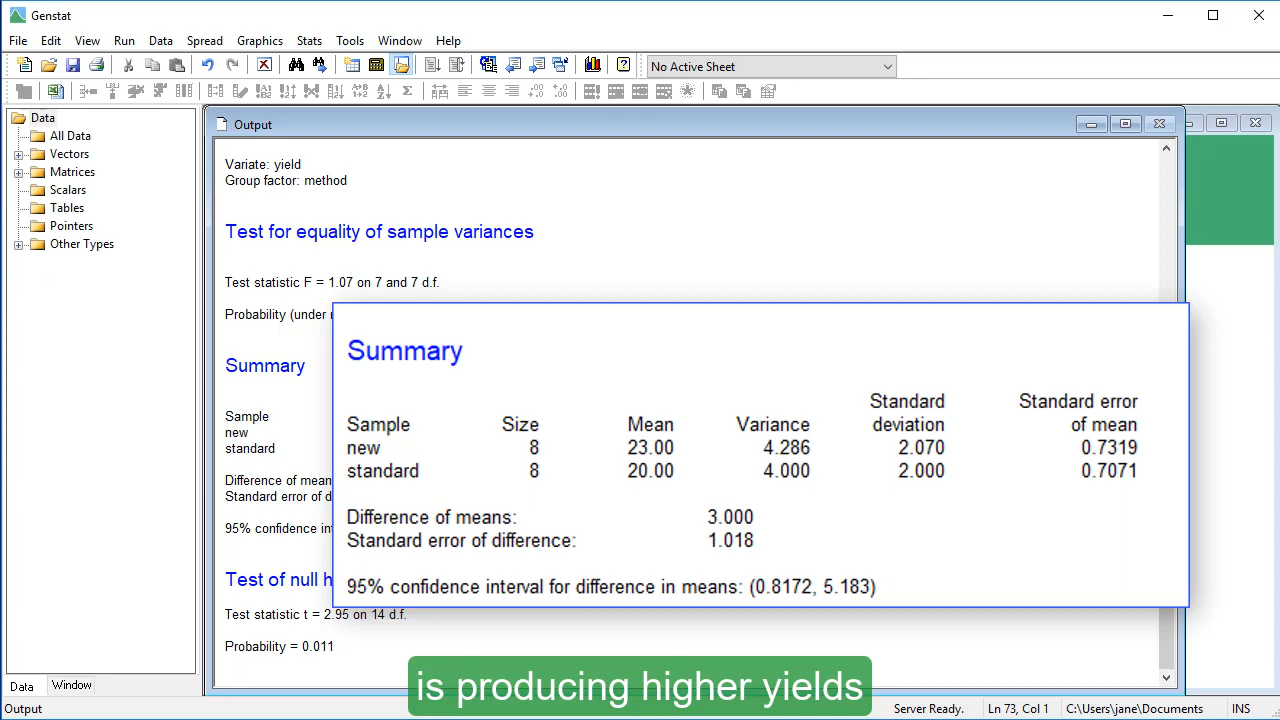 Genstat
File Edit View Run Data Spread Graphics Stats Tools Window Help
No Active Sheet
Data
All Data
Vectors
Matrices
Scalars
Tables
Pointers
Other Types
Data Window
Output
Variate: yield
Group factor: method
Test for equality of sample variances
Test statistic F = 1.07 on 7 and 7 d.f.
Probability (under
Summary
Sample
new
standard
Difference of mean
Standard error of d
95% confidence int
Test of null h
Test statistic t = 2.95 on 14 d.f.
Probability = 0.011
Summary
Standard Standard error
Sample Size Mean Variance deviation of mean
new 8 23.00 4.286 2.070 0.7319
standard 8 20.00 4.000 2.000 0.7071
Difference of means: 3.000
Standard error of difference: 1.018
95% confidence interval for difference in means: (0.8172, 5.183)
is producing higher yields
Output Server Ready. Ln 73, Col 1 C:\Users\jane\Documents INS